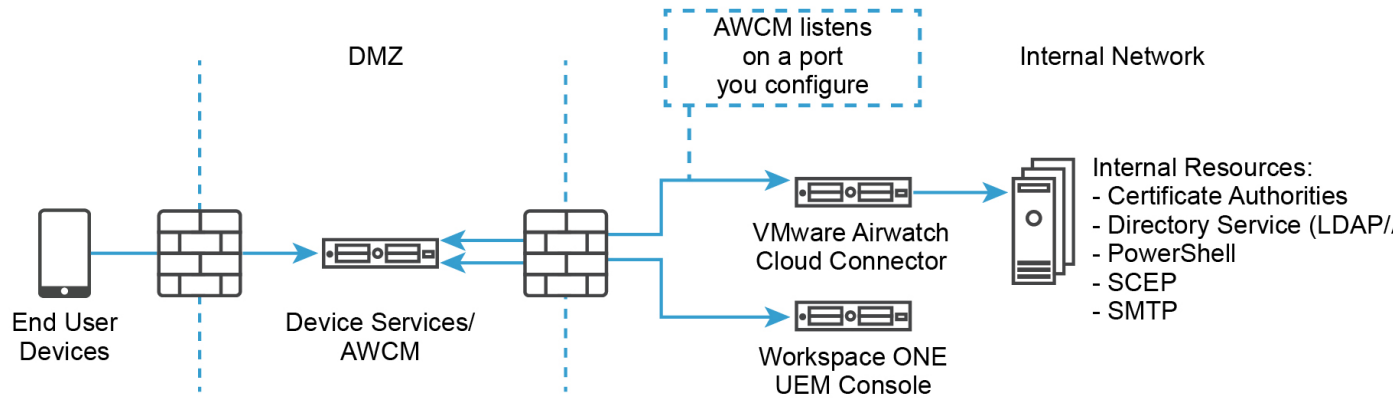 DMZ
AWCM listens
on a port
you configure
Internal Network
End User
Devices
Device Services/
AWCM
VMware Airwatch
Cloud Connector
Workspace ONE
UEM Console
Internal Resources:
- Certificate Authorities
- Directory Service (LDAP/
- PowerShell
- SCEP
- SMTP